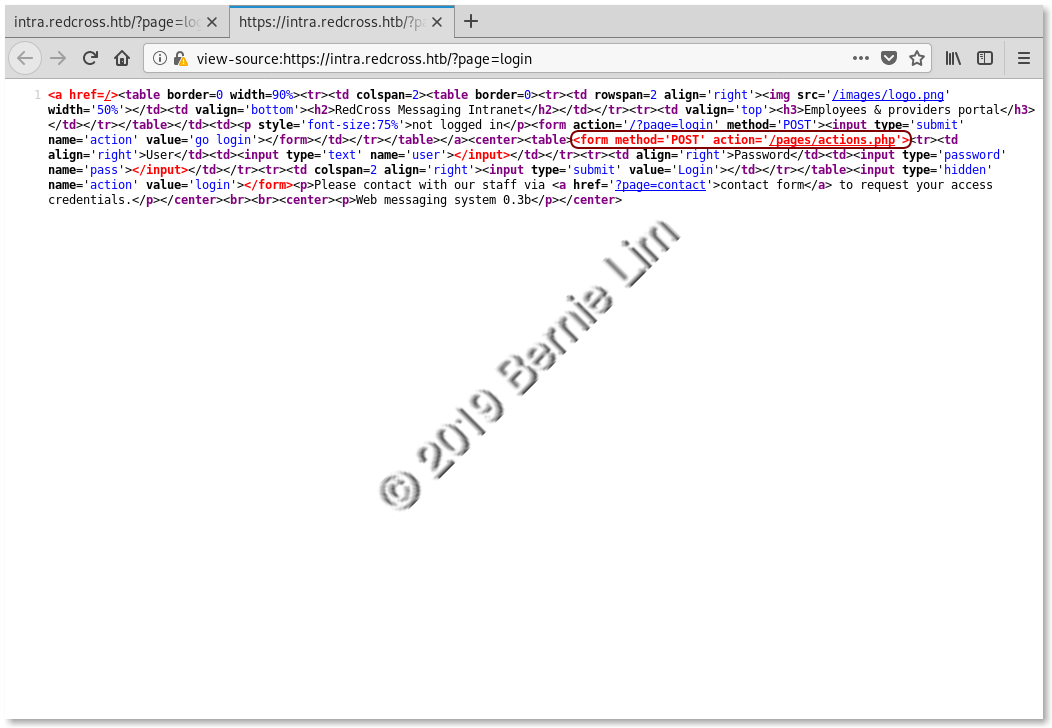 intra.redcross.htb/?page=lo
https://intra.redcross.htb/?p
view-source:https://intra.redcross.htb/?page=login
1 <a href=/><table border=0 width=90%><tr><td colspan=2><table border=0><tr><td rowspan=2 align='right'><img src='/images/logo.png'
width='50%'></td><td valign='bottom'><h2>RedCross Messaging Intranet</h2></td></tr><tr><td valign='top'><h3>Employees & providers portal</h3>
</td></tr></table></td><td><p style='font-size:75%'>not logged in</p><form action='/?page=login' method='POST'><input type='submit'
name='action' value='go login'></form></td></tr></table></a><center><table><form method='POST' action='/pages/actions.php'><tr><td
align='right'>User</td><td><input type='text' name='user'></input></td></tr><tr><td align='right'>Password</td><td><input type='password'
name='pass'></input></td></tr><tr><td colspan=2 align='right'><input type='submit' value='Login'></td></tr></table><input type='hidden'
name='action' value='login'></form><p>Please contact with our staff via <a href='?page=contact'>contact form</a> to request your access
credentials.</p></center><br><br><center><p>Web messaging system 0.3b</p></center>
© 2019 Bernie Lim